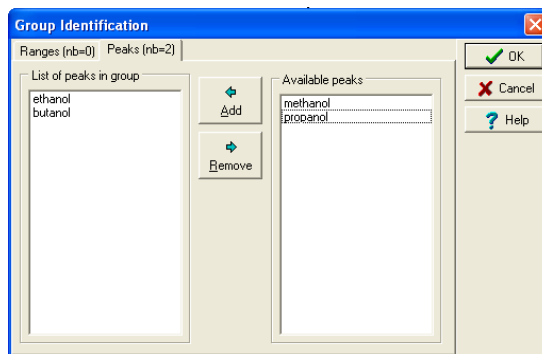 Group Identification
Ranges (nb=0) Peaks (nb=2)
OK
Cancel
Help
List of peaks in group
ethanol
butanol
Add
Remove
Available peaks
methanol
propanol